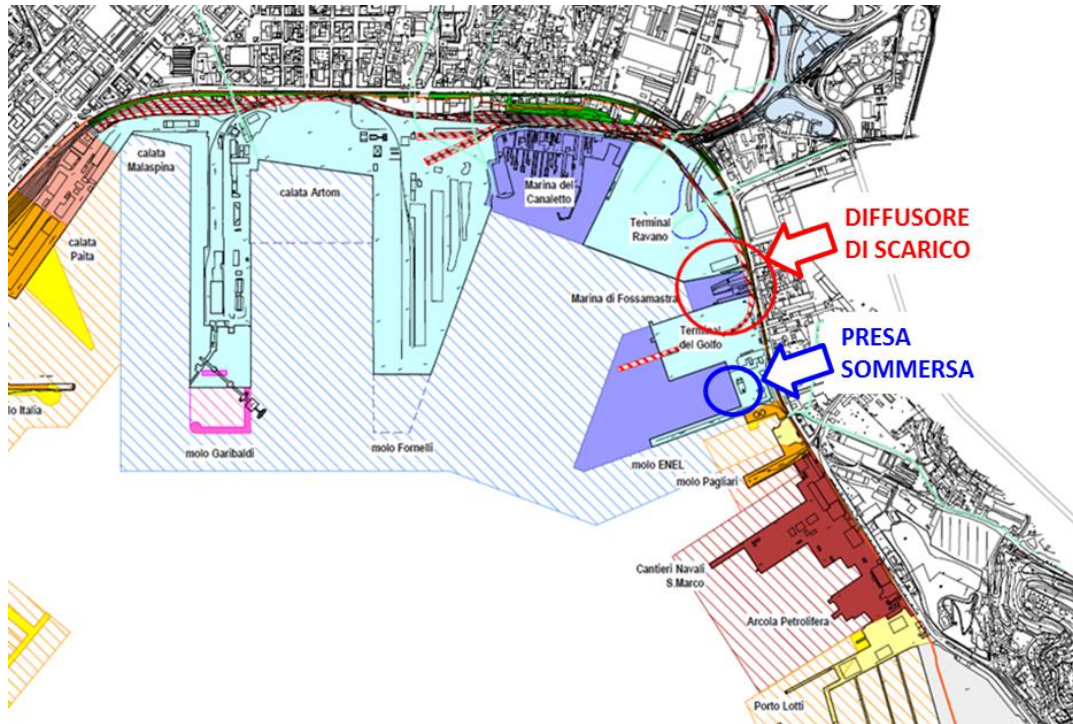 calata
Malaspina
calata Artom
Marina del
Canaletto
Terminal
Ravano
DIFFUSORE
DI SCARICO
calata
Paita
Marina di Fossamastra
Terminal
del Golfo
PRESA
SOMMERSA
lo Italia
molo Garibaldi
molo Fornelli
molo ENEL
molo Pagliari
Cantieri Navali
S.Marco
Arcola Petrolifera
Porto Lotti